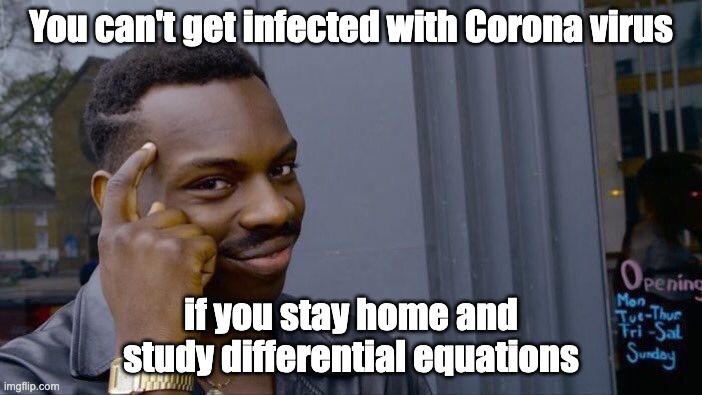 You can't get infected with Corona virus
if you stay home and
study differential equations
Opening
Mon
Tue-Thur
Fri-Sat
Sunday
imgflip.com